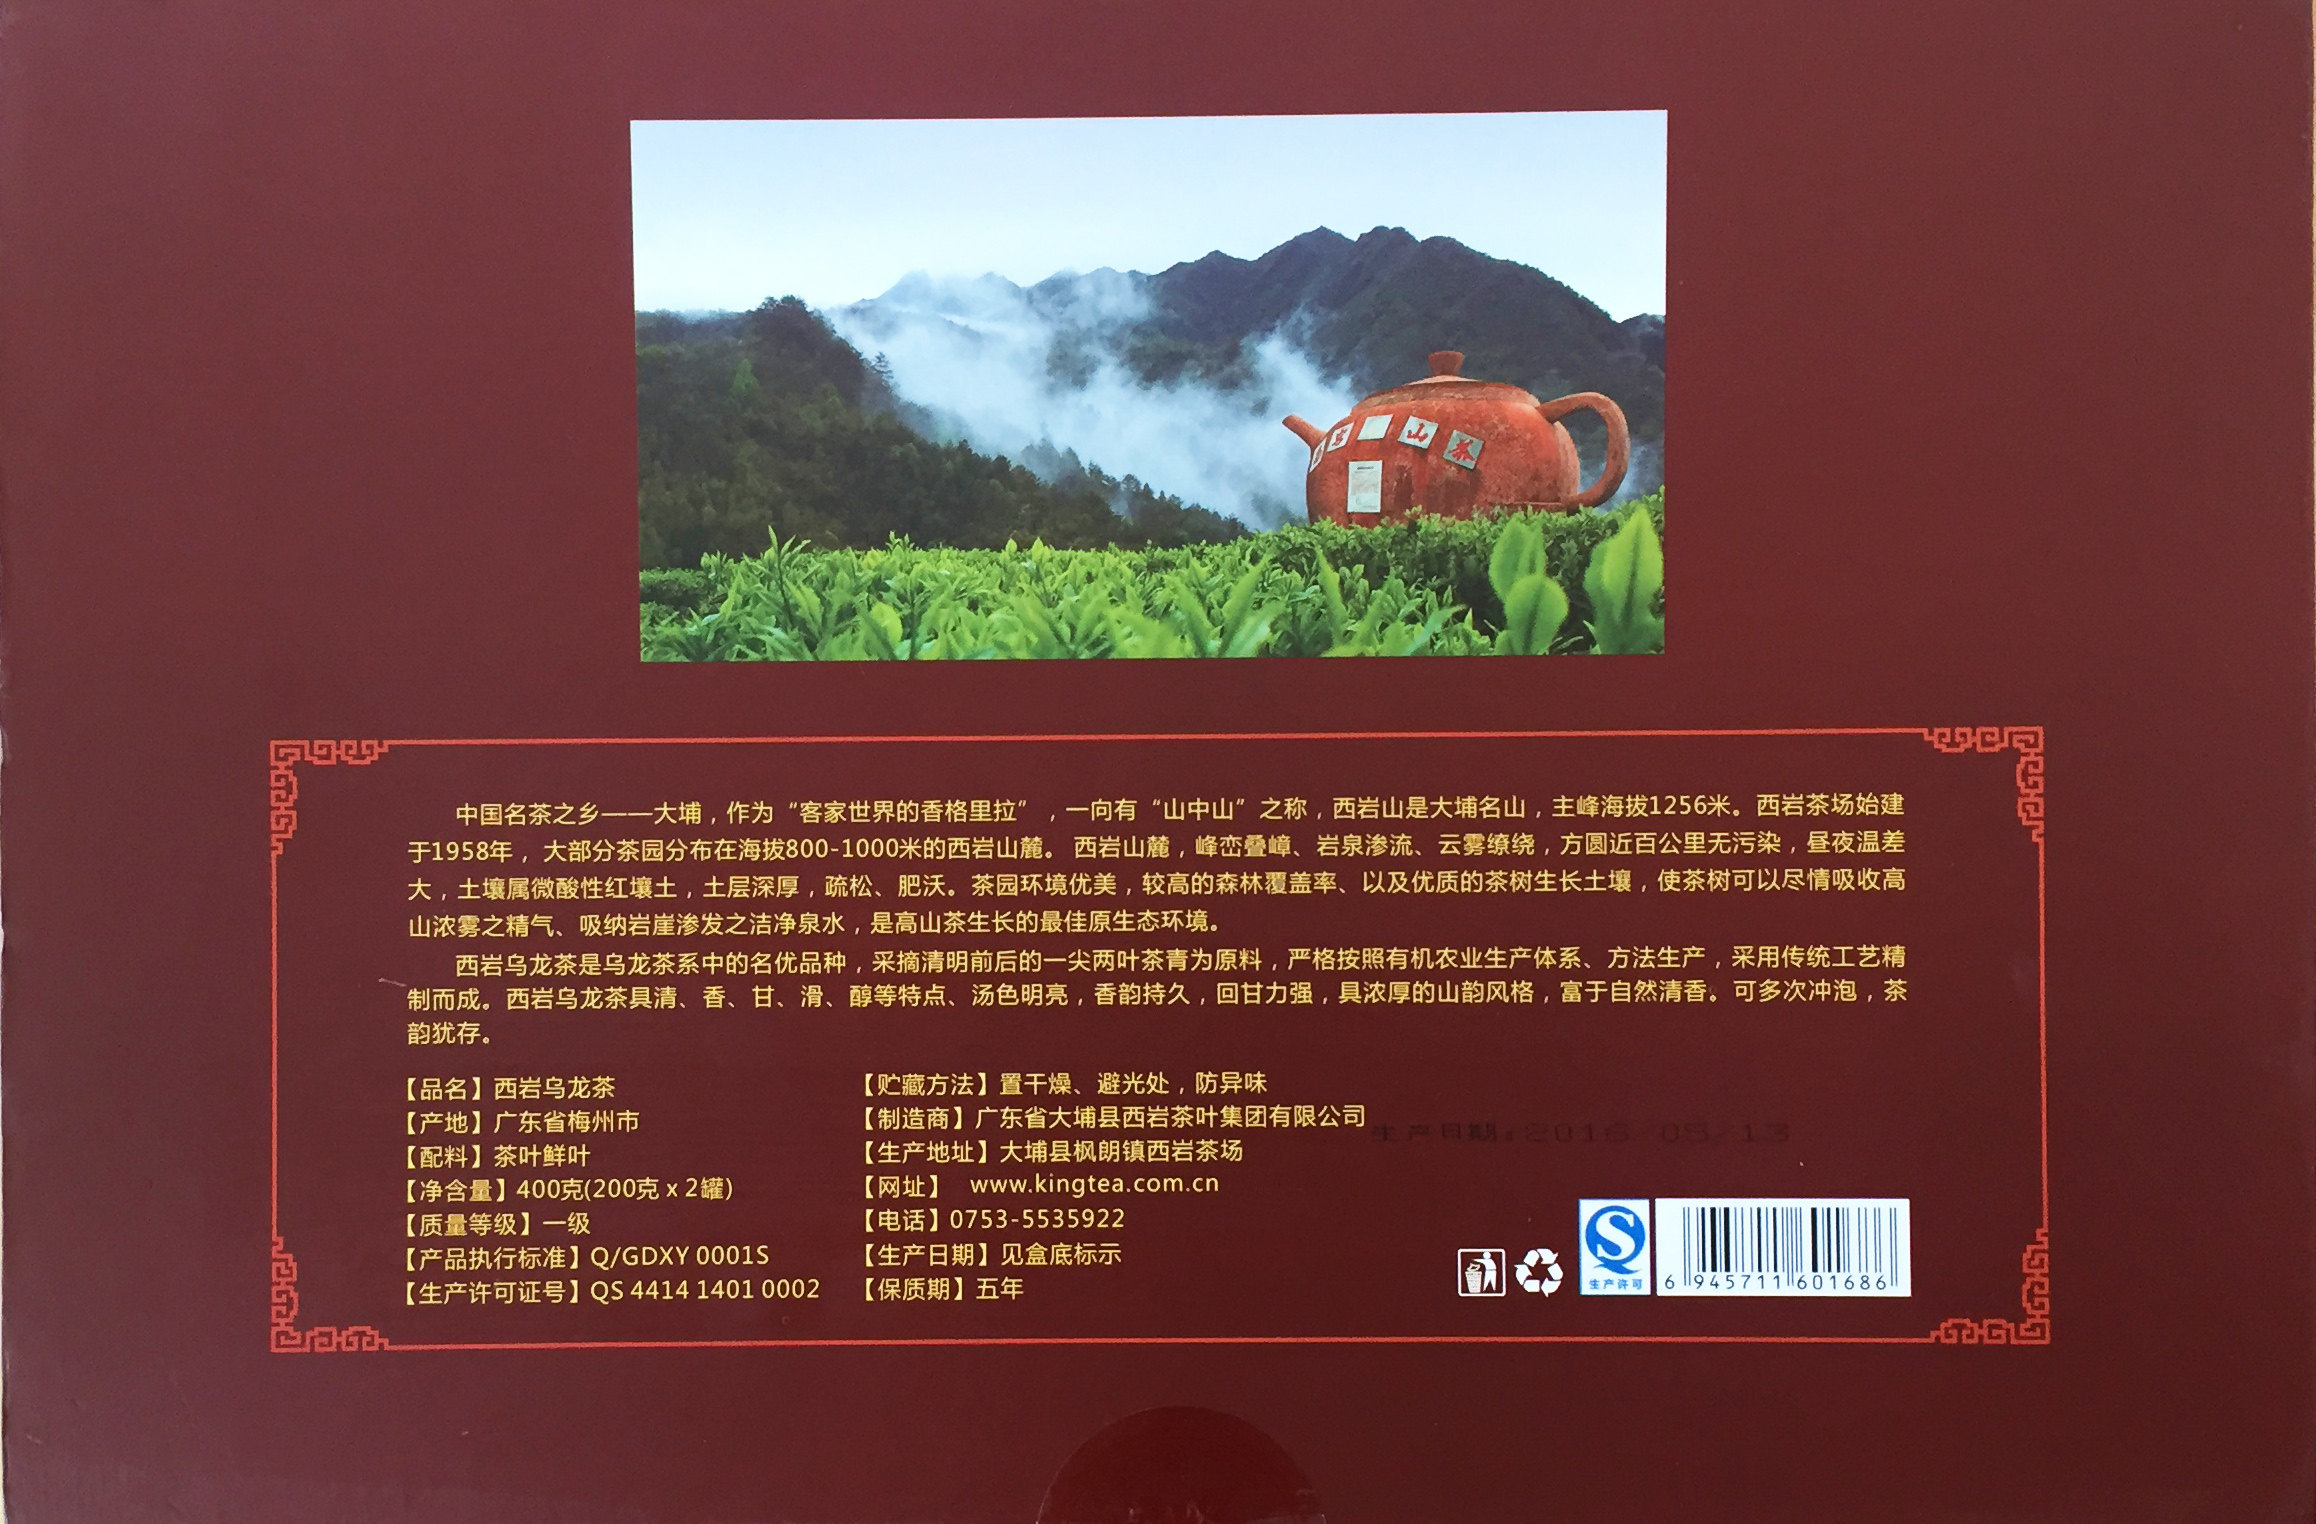 山
茶
中国名茶之乡——大埔，作为“客家世界的香格里拉”，一向有“山中山”之称，西岩山是大埔名山，主峰海拔1256米。西岩茶场始建
于1958年，大部分茶园分布在海拔800-1000米的西岩山麓。西岩山麓，峰峦叠嶂、岩泉渗流、云雾缭绕，方圆近百公里无污染，昼夜温差
大，土壤属微酸性红壤土，土层深厚，疏松、肥沃。茶园环境优美，较高的森林覆盖率、以及优质的茶树生长土壤，使茶树可以尽情吸收高
山浓雾之精气、吸纳岩崖渗发之洁净泉水，是高山茶生长的最佳原生态环境。
西岩乌龙茶是乌龙茶系中的名优品种，采摘清明前后的一尖两叶茶青为原料，严格按照有机农业生产体系、方法生产，采用传统工艺精
制而成。西岩乌龙茶具清、香、甘、滑、醇等特点、汤色明亮，香韵持久，回甘力强，具浓厚的山韵风格，富于自然清香。可多次冲泡，茶
韵犹存。
【品名】西岩乌龙茶
【产地】广东省梅州市
【配料】茶叶鲜叶
【净含量】400克(200克 x 2罐)
【质量等级】一级
【产品执行标准】Q/GDXY 0001S
【生产许可证号】QS 4414 1401 0002
【贮藏方法】置干燥、避光处，防异味
【制造商】广东省大埔县西岩茶叶集团有限公司
【生产地址】大埔县枫朗镇西岩茶场
【网址】 www.kingtea.com.cn
【电话】0753-5535922
【生产日期】见盒底标示
【保质期】五年
生产日期:2016/05/13
生产许可
6 945711 601686